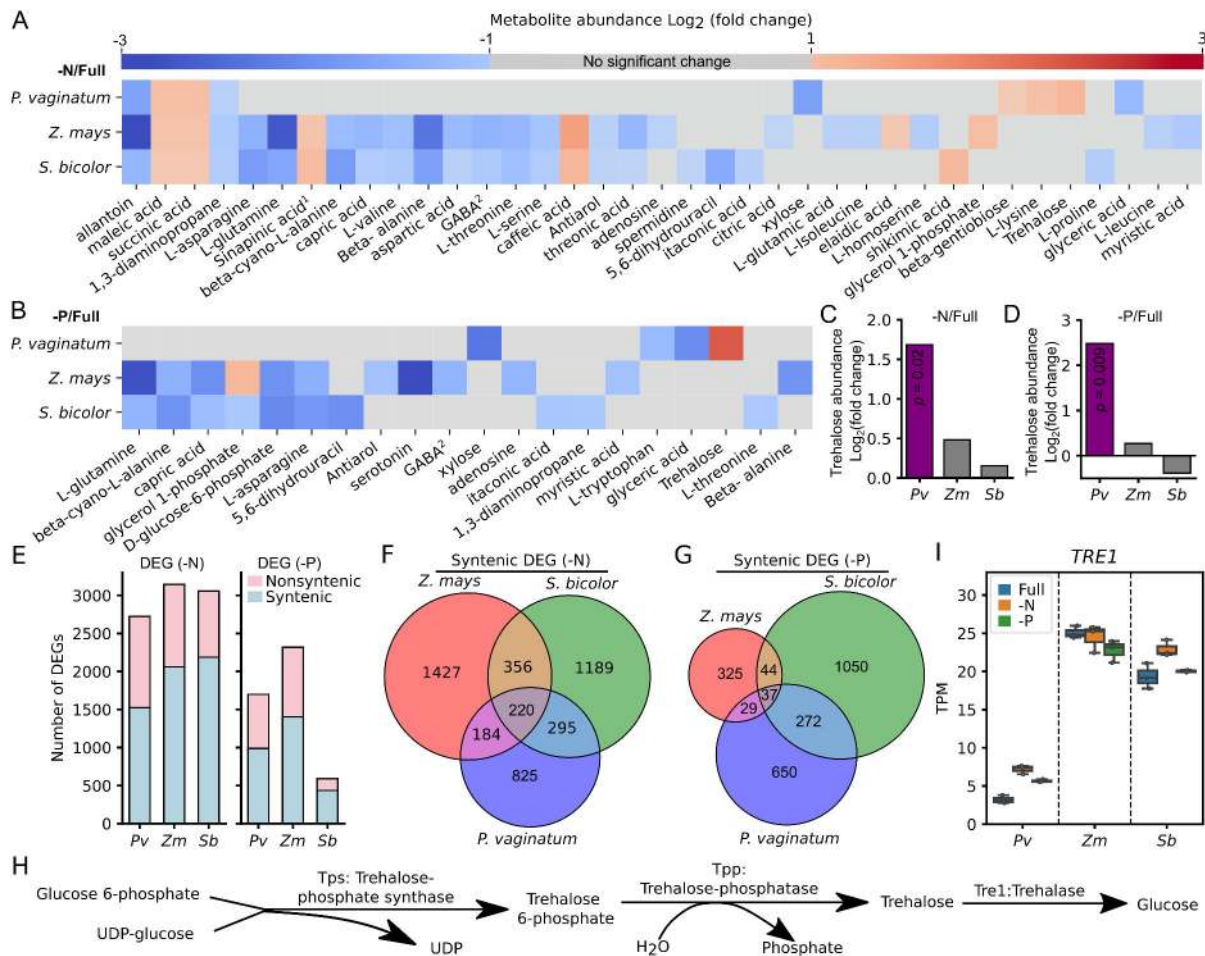 A
Metabolite abundance Log2 (fold change)
-3
-1
1
3
No significant change
-N/Full
P. vaginatum
Z. mays
S. bicolor
allantoin
maleic acid
succinic acid
1,3-diaminopropane
L-asparagine
L-glutamine
Sinapinic acid¹
beta-cyano-L-alanine
capric acid
L-valine
Beta- alanine
aspartic acid
GABA²
L-threonine
L-serine
caffeic acid
Antiarol
threonic acid
adenosine
spermidine
5,6-dihydrouracil
itaconic acid
citric acid
xylose
L-glutamic acid
L-isoleucine
elaidic acid
L-homoserine
shikimic acid
glycerol 1-phosphate
beta-gentiobiose
L-lysine
Trehalose
L-proline
glyceric acid
L-leucine
myristic acid
B
-P/Full
P. vaginatum
Z. mays
S. bicolor
L-glutamine
beta-cyano-L-alanine
capric acid
glycerol 1-phosphate
D-glucose-6-phosphate
L-asparagine
5,6-dihydrouracil
Antiarol
serotonin
GABA²
xylose
adenosine
itaconic acid
1,3-diaminopropane
myristic acid
L-tryptophan
glyceric acid
Trehalose
L-threonine
Beta- alanine
C
-N/Full
Trehalose abundance
Log2(fold change)
2.0
1.5
1.0
0.5
0.0
p = 0.02
Pv Zm Sb
D
-P/Full
Trehalose abundance
Log2(fold change)
3
2
1
0
p = 0.009
Pv Zm Sb
E
DEG (-N)
DEG (-P)
Nonsyntenic
Syntenic
Number of DEGs
3000
2500
2000
1500
1000
500
0
Pv Zm Sb
Pv Zm Sb
F
Syntenic DEG (-N)
Z. mays
S. bicolor
1427
356
1189
220
184
295
825
P. vaginatum
G
Syntenic DEG (-P)
S. bicolor
Z. mays
325
44
1050
37
29
272
650
P. vaginatum
I
TRE1
Full
-N
-P
TPM
30
25
20
15
10
5
0
Pv Zm Sb
H
Glucose 6-phosphate
UDP-glucose
Tps: Trehalose-
phosphate synthase
UDP
Trehalose
6-phosphate
Tpp:
Trehalose-phosphatase
H2O
Phosphate
Trehalose
Tre1:Trehalase
Glucose